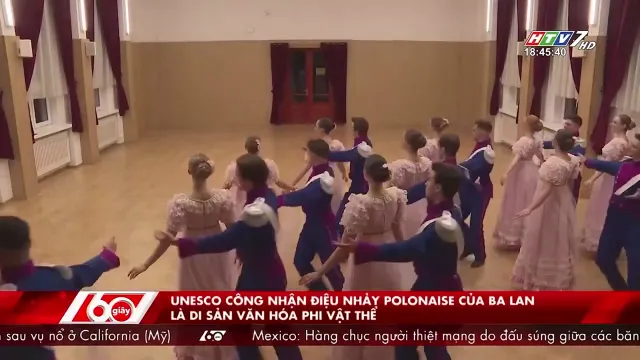 HTV7 HD
18:45:40
60 giây
UNESCO CÔNG NHẬN ĐIỆU NHẢY POLONAISE CỦA BA LAN
LÀ DI SẢN VĂN HÓA PHI VẬT THỂ
n sau vụ nổ ở California (Mỹ) Mexico: Hàng chục người thiệt mạng do đấu súng giữa các băn